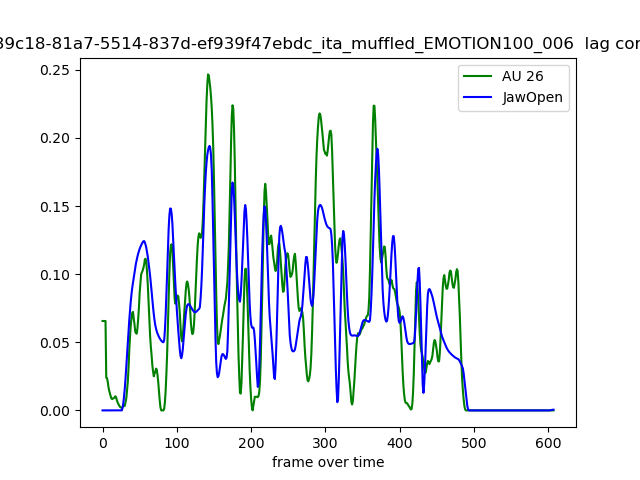 39c18-81a7-5514-837d-ef939f47ebdc_ita_muffled_EMOTION100_006 lag cor
AU 26
JawOpen
0.25
0.20
0.15
0.10
0.05
0.00
0 100 200 300 400 500 600
frame over time